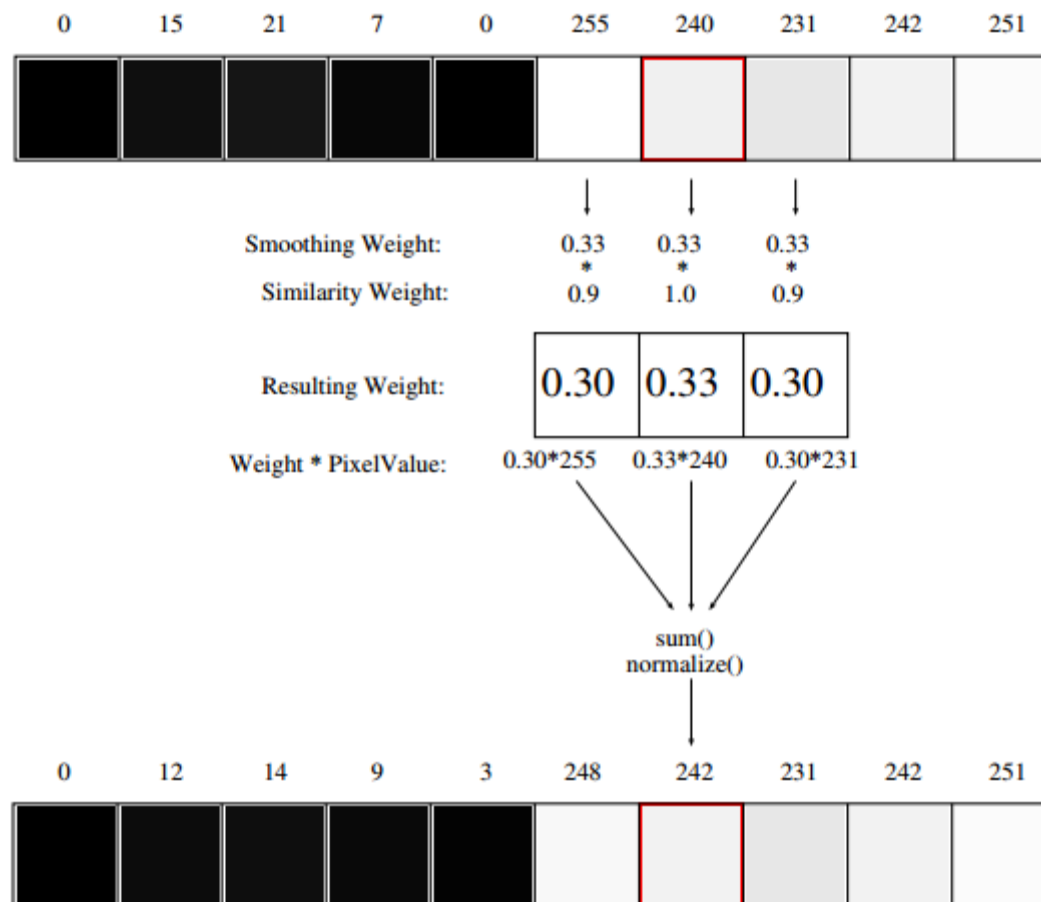 0 15 21 7 0 255 240 231 242 251
Smoothing Weight: 0.33 0.33 0.33
* * *
Similarity Weight: 0.9 1.0 0.9
Resulting Weight: 0.30 0.33 0.30
Weight * PixelValue: 0.30*255 0.33*240 0.30*231
sum()
normalize()
0 12 14 9 3 248 242 231 242 251